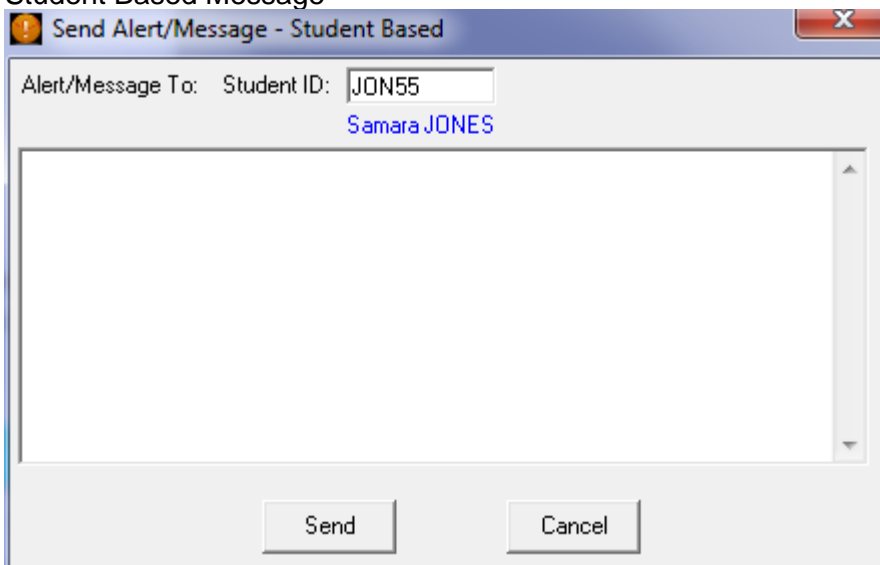 Student Based Message
Send Alert/Message - Student Based
Alert/Message To: Student ID: JON55
Samara JONES
Send Cancel